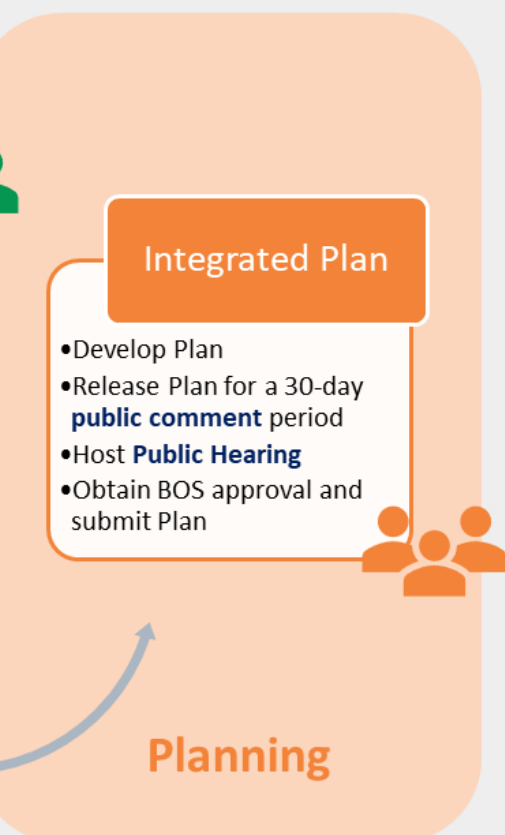 Integrated Plan
•Develop Plan
•Release Plan for a 30-day
public comment period
•Host Public Hearing
•Obtain BOS approval and
submit Plan
Planning